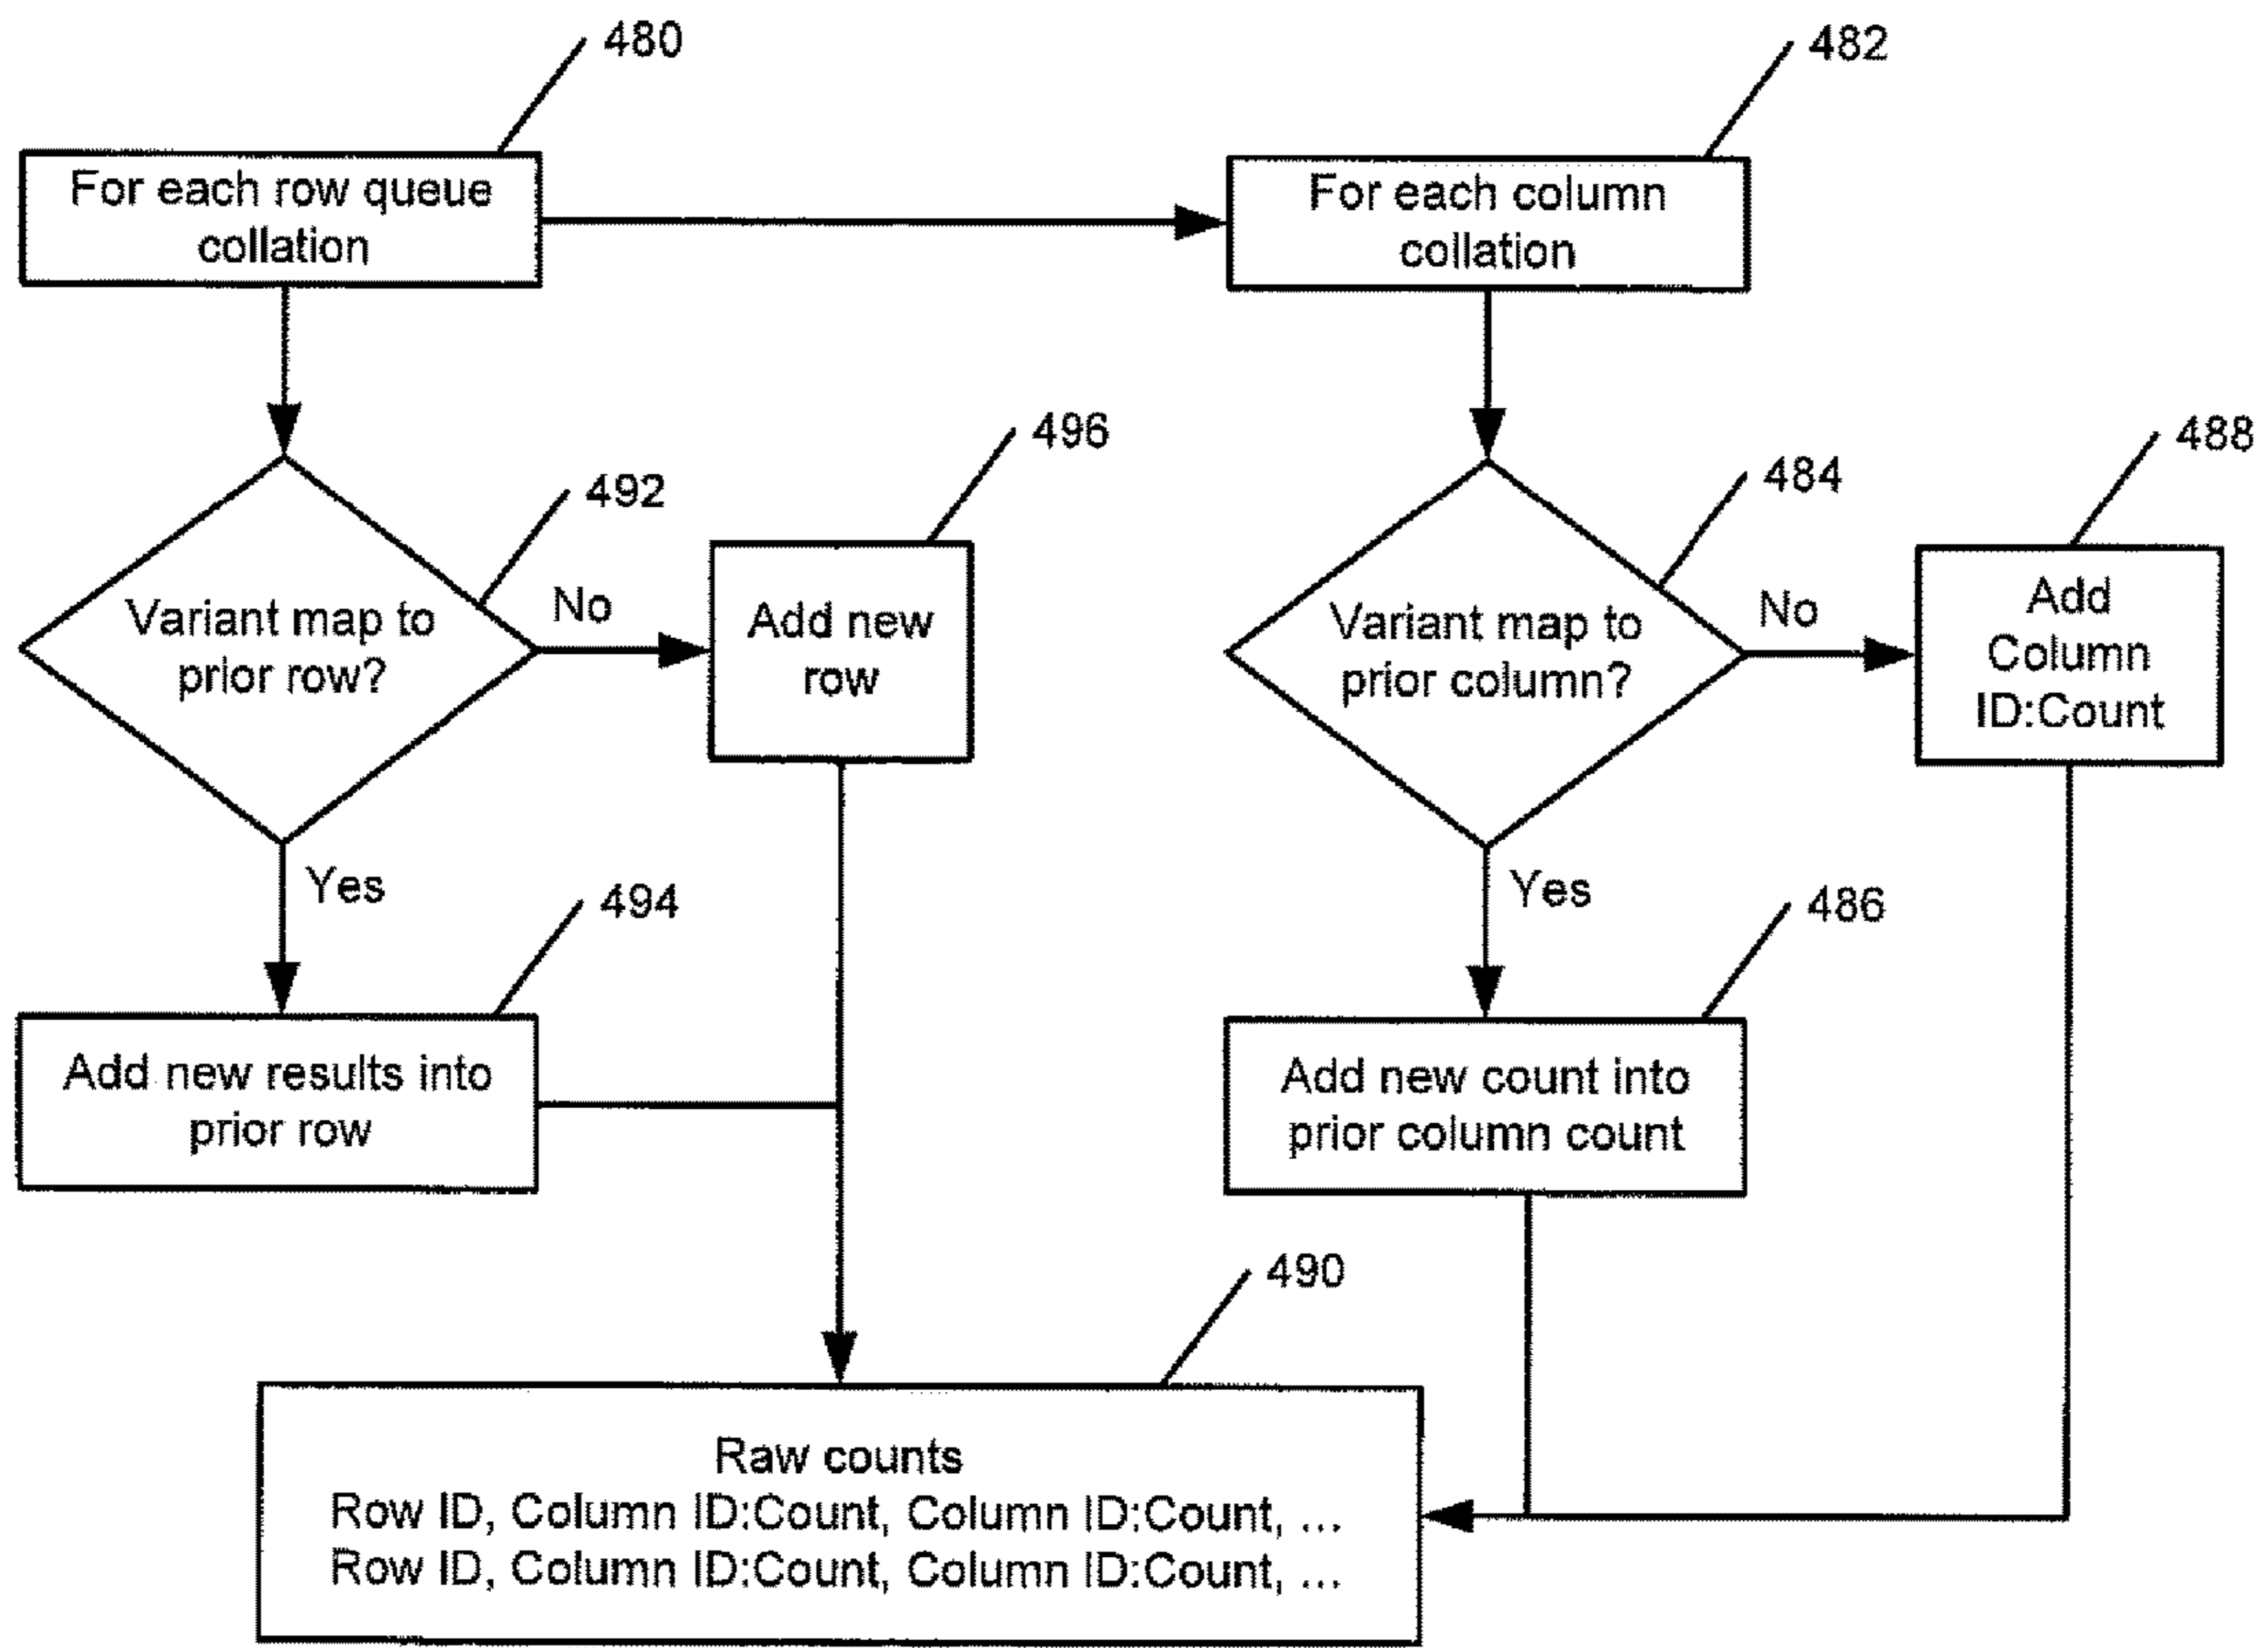 480
482
For each row queue
collation
For each column
collation
496
488
492
484
Variant map to
prior row?
No
Add new
row
Variant map to
prior column?
No
Add
Column
ID:Count
Yes
494
Yes
486
Add new results into
prior row
Add new count into
prior column count
490
Raw counts
Row ID, Column ID:Count, Column ID:Count, ...
Row ID, Column ID:Count, Column ID:Count, ...